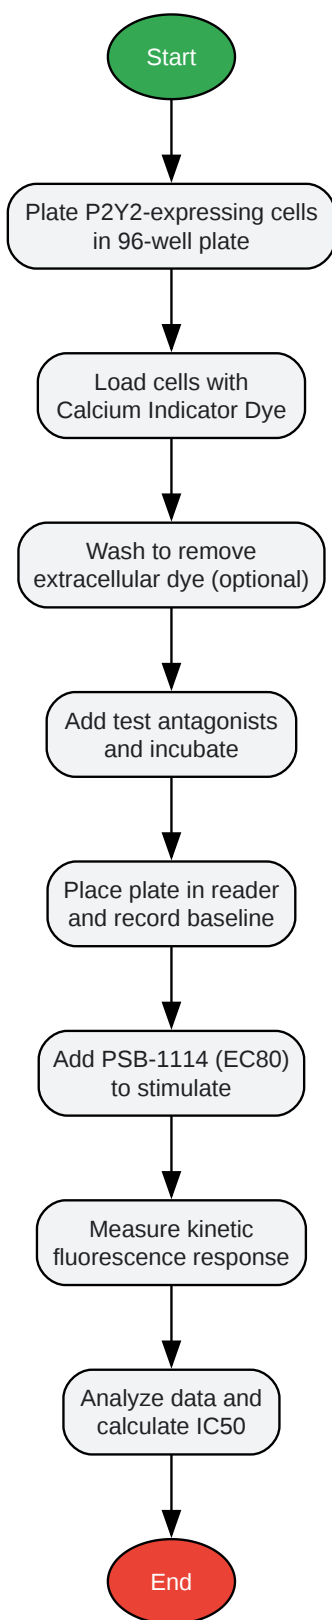 Start
Plate P2Y2-expressing cells
in 96-well plate
Load cells with
Calcium Indicator Dye
Wash to remove
extracellular dye (optional)
Add test antagonists
and incubate
Place plate in reader
and record baseline
Add PSB-1114 (EC80)
to stimulate
Measure kinetic
fluorescence response
Analyze data and
calculate IC50
End